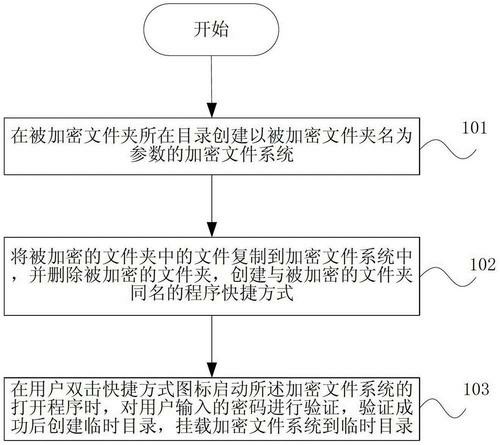 开始
在被加密文件夹所在目录创建以被加密文件夹名为
参数的加密文件系统
101
将被加密的文件夹中的文件复制到加密文件系统中
，并删除被加密的文件夹，创建与被加密的文件夹
同名的程序快捷方式
102
在用户双击快捷方式图标启动所述加密文件系统的
打开程序时，对用户输入的密码进行验证，验证成
功后创建临时目录，挂载加密文件系统到临时目录
103